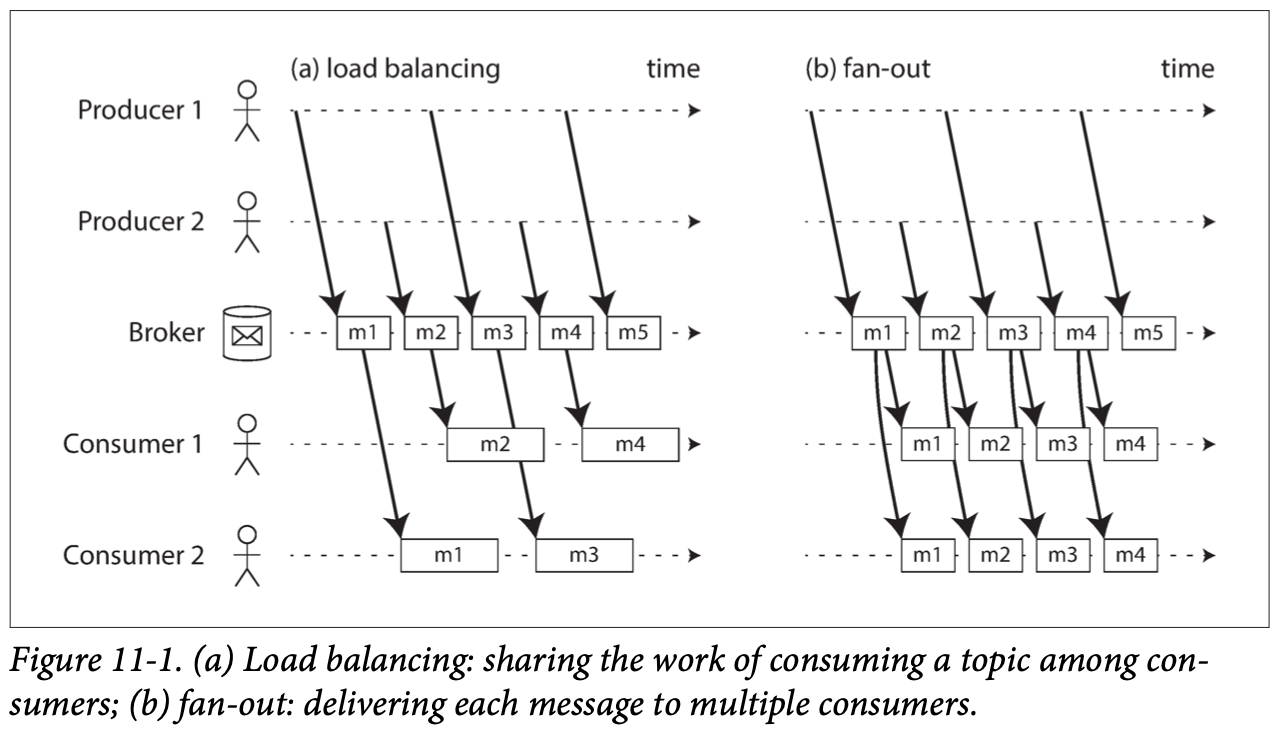 (a) load balancing time (b) fan-out time
Producer 1
Producer 2
Broker m1 m2 m3 m4 m5 m1 m2 m3 m4 m5
Consumer 1 m2 m4 m1 m2 m3 m4
Consumer 2 m1 m3 m1 m2 m3 m4
Figure 11-1. (a) Load balancing: sharing the work of consuming a topic among con-
sumers; (b) fan-out: delivering each message to multiple consumers.